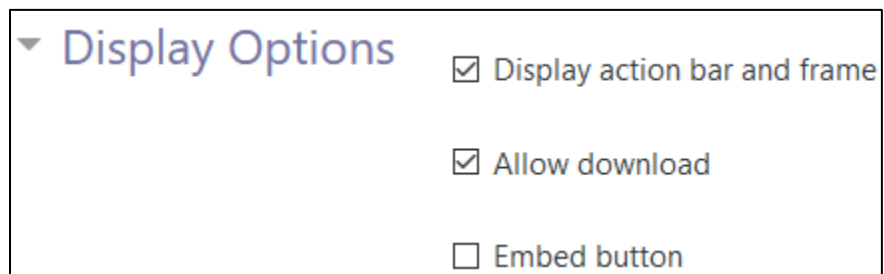 Display Options
Display action bar and frame
Allow download
Embed button